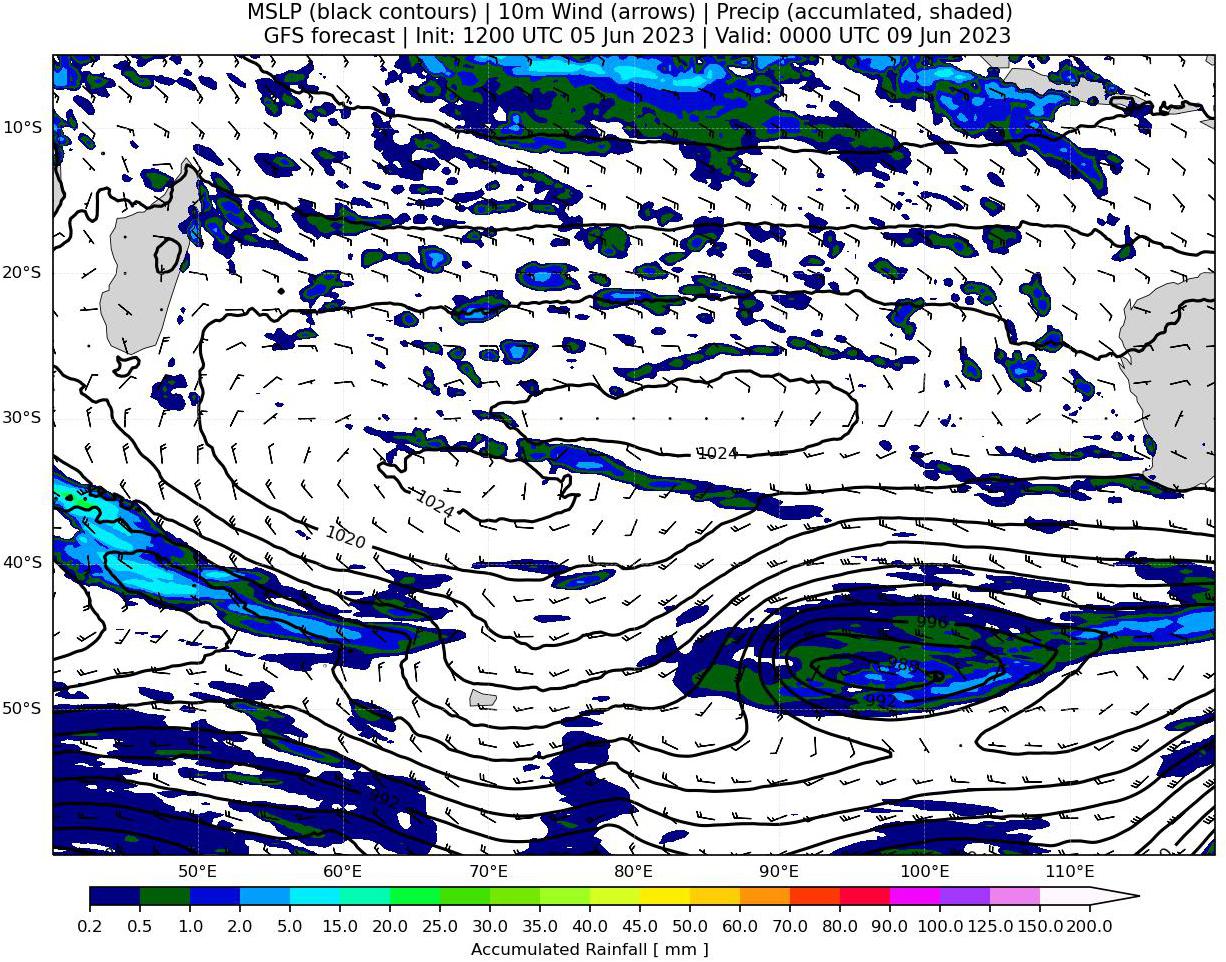 MSLP (black contours) | 10m Wind (arrows) | Precip (accumlated, shaded)
GFS forecast | Init: 1200 UTC 05 Jun 2023 | Valid: 0000 UTC 09 Jun 2023
10°S
20°S
30°S
1024
1024
1020
40°S
996
988
992
50°S
992
50°E 60°E 70°E 80°E 90°E 100°E 110°E
0.2 0.5 1.0 2.0 5.0 15.0 20.0 25.0 30.0 35.0 40.0 45.0 50.0 60.0 70.0 80.0 90.0 100.0 125.0 150.0 200.0
Accumulated Rainfall [ mm ]